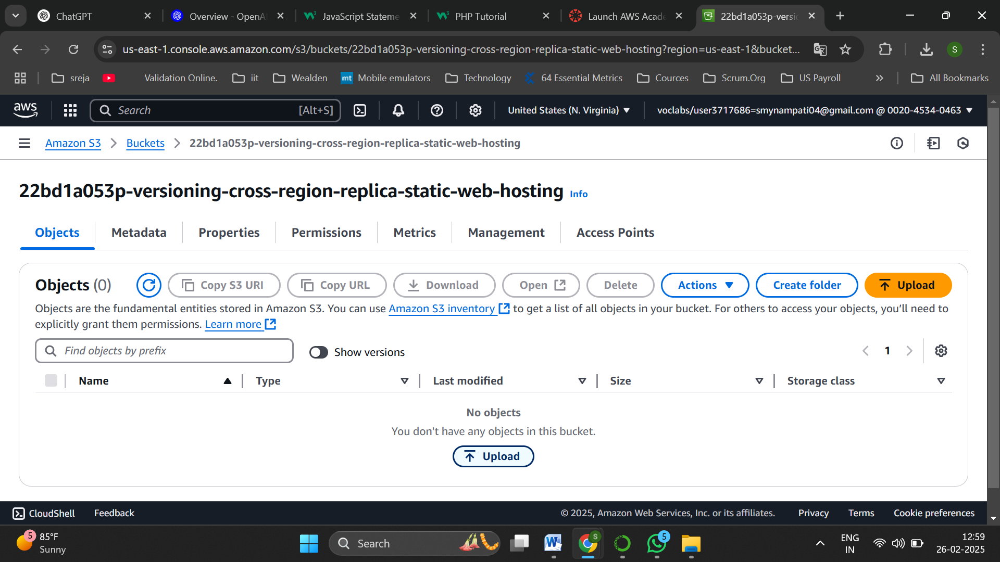 ChatGPT
Overview - OpenAI
JavaScript Stateme
PHP Tutorial
Launch AWS Acade
22bd1a053p-versio
us-east-1.console.aws.amazon.com/s3/buckets/22bd1a053p-versioning-cross-region-replica-static-web-hosting?region=us-east-1&bucket...
S
sreja
Validation Online.
iit
Wealden
mt
Mobile emulators
Technology
64 Essential Metrics
Cources
Scrum.Org
US Payroll
»
All Bookmarks
aws
Search
[Alt+S]
United States (N. Virginia)
voclabs/user3717686=smynampati04@gmail.com @ 0020-4534-0463
Amazon S3
Buckets
22bd1a053p-versioning-cross-region-replica-static-web-hosting
22bd1a053p-versioning-cross-region-replica-static-web-hosting Info
Objects
Metadata
Properties
Permissions
Metrics
Management
Access Points
Objects (0)
Copy S3 URI
Copy URL
Download
Open
Delete
Actions
Create folder
Upload
Objects are the fundamental entities stored in Amazon S3. You can use Amazon S3 inventory to get a list of all objects in your bucket. For others to access your objects, you’ll need to
explicitly grant them permissions. Learn more
Find objects by prefix
Show versions
1
Name
Type
Last modified
Size
Storage class
No objects
You don't have any objects in this bucket.
Upload
CloudShell
Feedback
© 2025, Amazon Web Services, Inc. or its affiliates.
Privacy
Terms
Cookie preferences
5
85°F
Sunny
Search
W
S
5
ENG
IN
12:59
26-02-2025